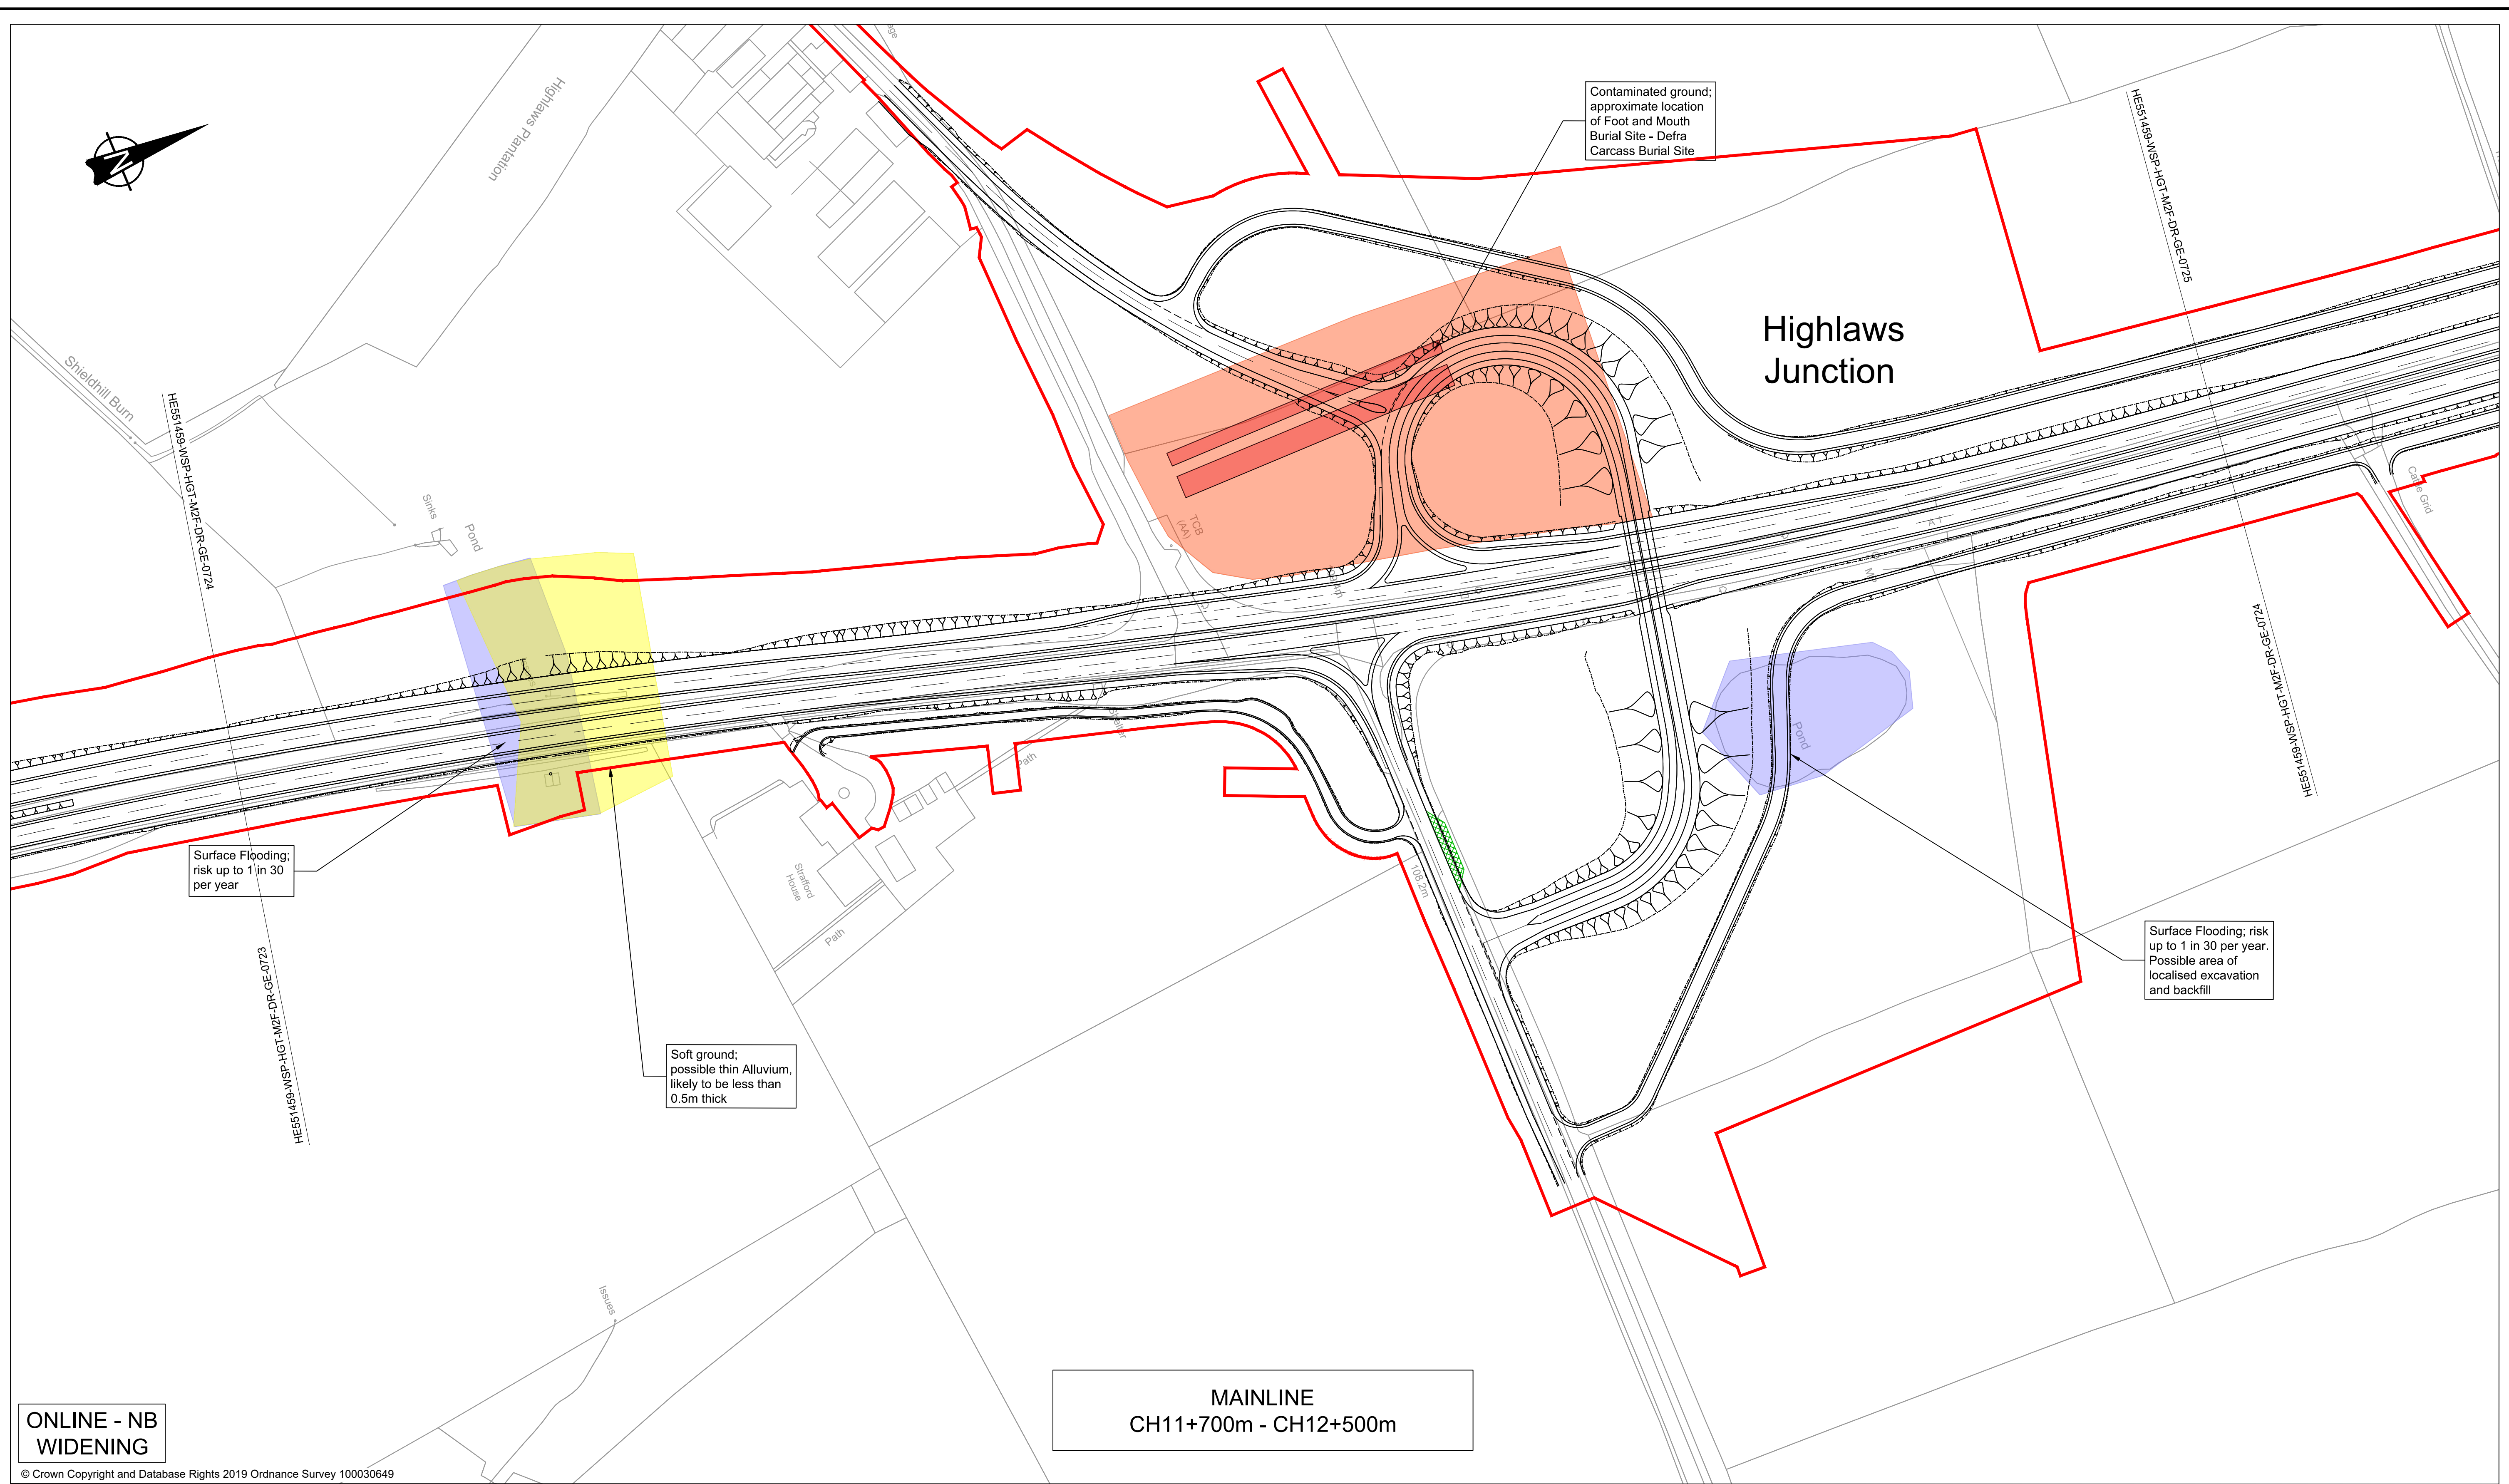 Highlaws Plantation
Contaminated ground;
approximate location
of Foot and Mouth
Burial Site - Defra
Carcass Burial Site
HE551459-WSP-HGT-M2F-DR-GE-0725
N
Highlaws
Junction
Shieldhill Burn
HE551459-WSP-HGT-M2F-DR-GE-0724
Sinks
Pond
TCB
(AA)
A 1
Cattle Grid
HE551459-WSP-HGT-M2F-DR-GE-0724
Pond
Shelter
Path
Surface Flooding;
risk up to 1 in 30
per year
Strafford
House
108.2m
Path
HE551459-WSP-HGT-M2F-DR-GE-0723
Surface Flooding; risk
up to 1 in 30 per year.
Possible area of
localised excavation
and backfill
Soft ground;
possible thin Alluvium,
likely to be less than
0.5m thick
Issues
ONLINE - NB
WIDENING
MAINLINE
CH11+700m - CH12+500m
© Crown Copyright and Database Rights 2019 Ordnance Survey 100030649